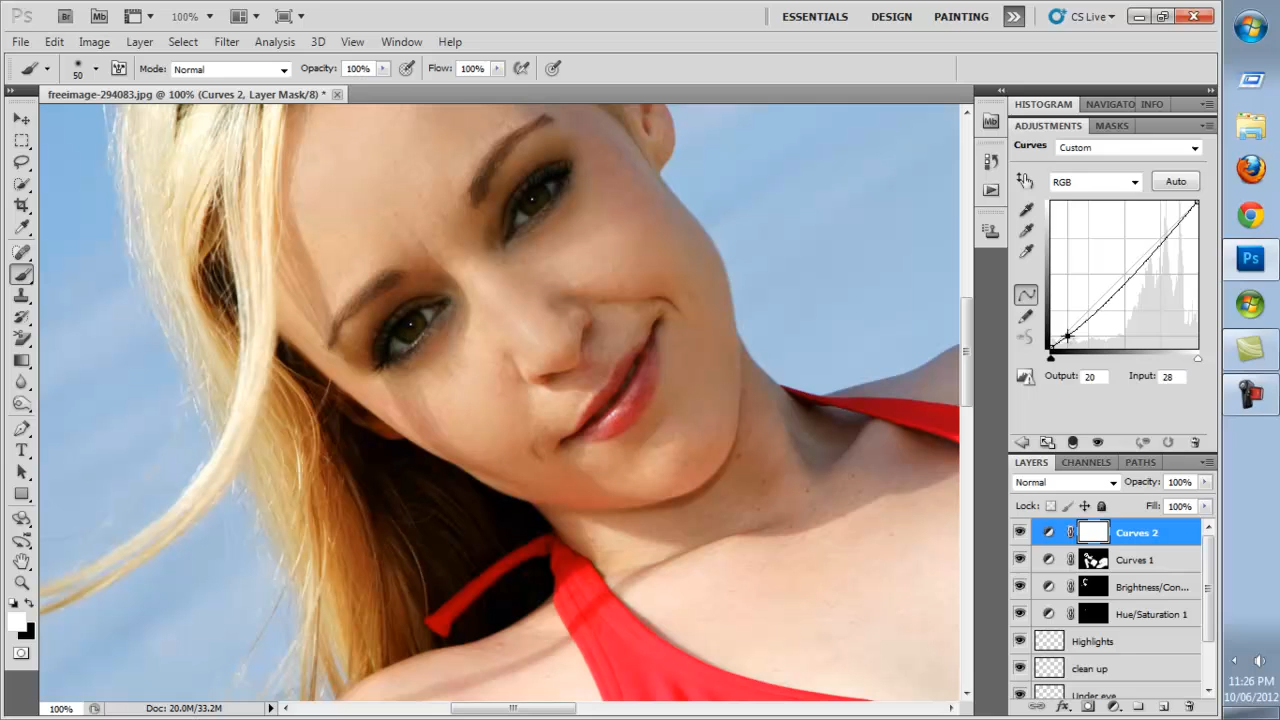 Ps Br Mb 100% ESSENTIALS DESIGN PAINTING CS Live
File Edit Image Layer Select Filter Analysis 3D View Window Help
50 Mode: Normal Opacity: 100% Flow: 100%
freeimage-294083.jpg @ 100% (Curves 2, Layer Mask/8) *
Mb
HISTOGRAM NAVIGATO INFO
ADJUSTMENTS MASKS
Curves Custom
RGB Auto
Ps
Output: 20 Input: 28
LAYERS CHANNELS PATHS
Normal Opacity: 100%
Lock: Fill: 100%
Curves 2
Curves 1
Brightness/Con...
Hue/Saturation 1
Highlights
clean up
Under eye
100% Doc: 20.0M/33.2M
11:26 PM
10/06/2012